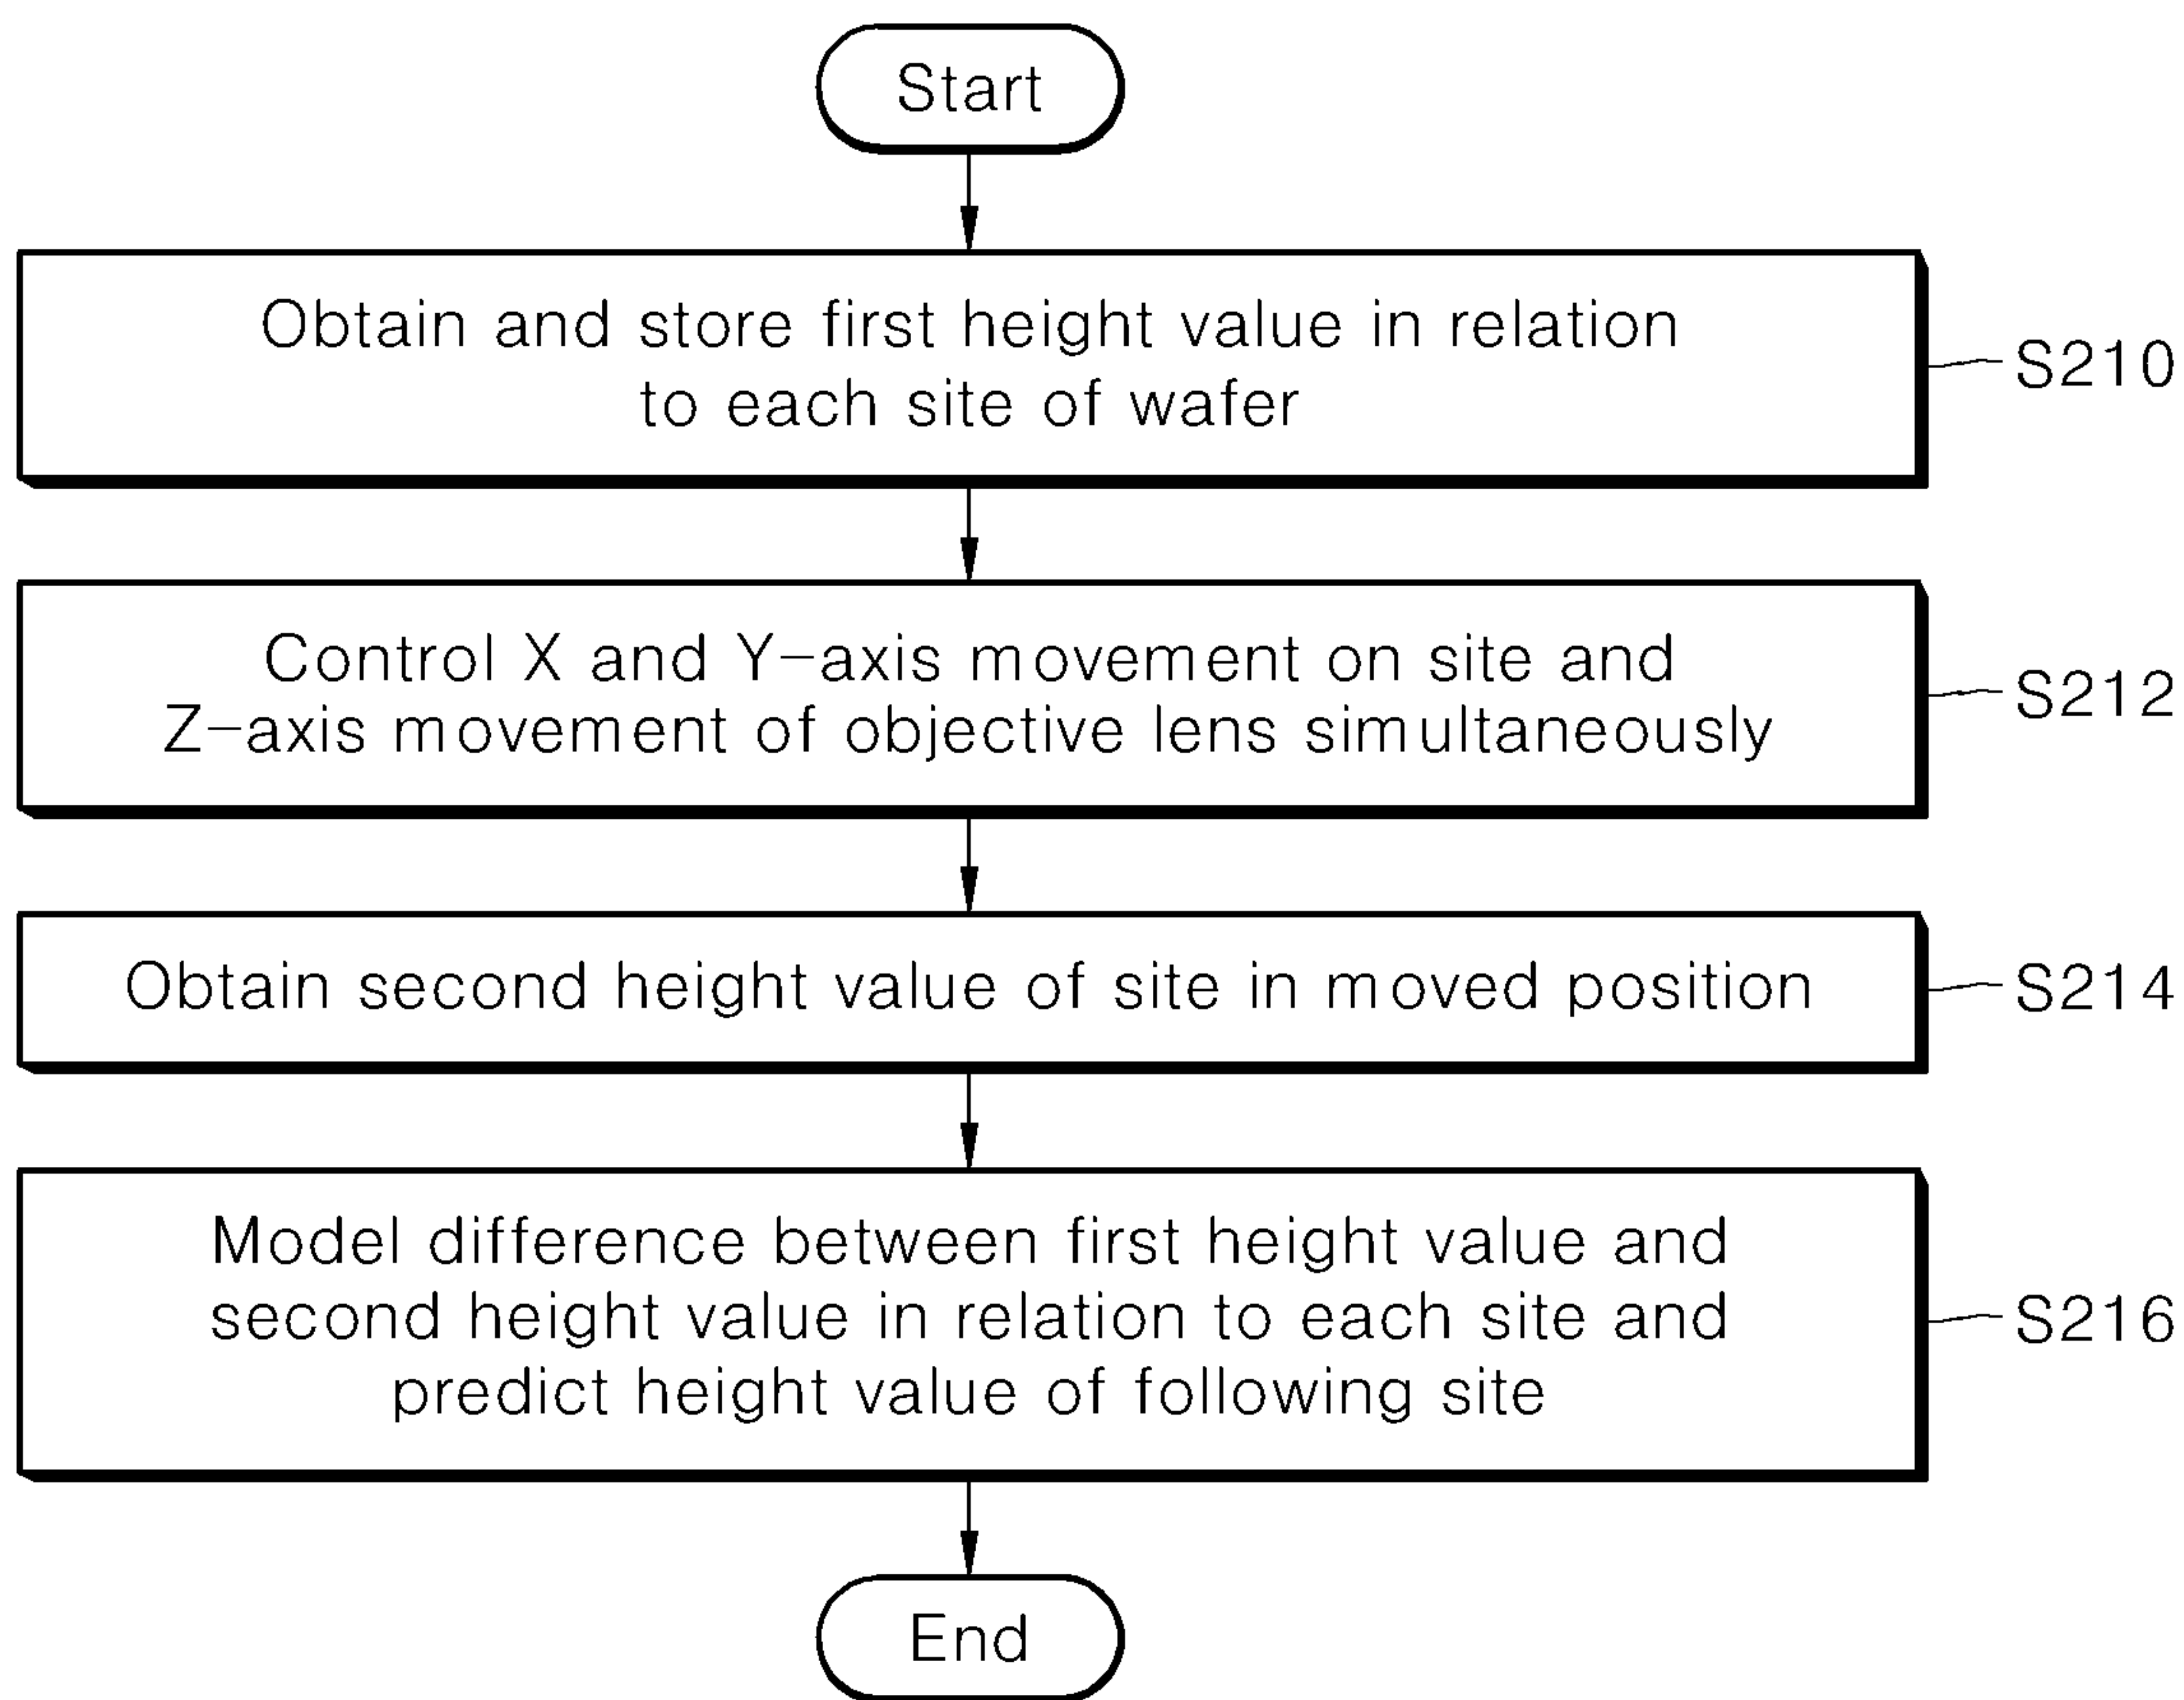 Start
Obtain and store first height value in relation
to each site of wafer
S210
Control X and Y-axis movement on site and
Z-axis movement of objective lens simultaneously
S212
Obtain second height value of site in moved position
S214
Model difference between first height value and
second height value in relation to each site and
predict height value of following site
S216
End